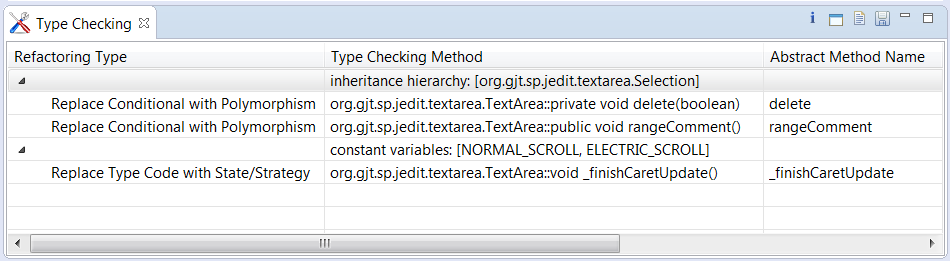 Type Checking
Refactoring Type Type Checking Method Abstract Method Name
inheritance hierarchy: [org.gjt.sp.jedit.textarea.Selection]
Replace Conditional with Polymorphism org.gjt.sp.jedit.textarea.TextArea::private void delete(boolean) delete
Replace Conditional with Polymorphism org.gjt.sp.jedit.textarea.TextArea::public void rangeComment() rangeComment
constant variables: [NORMAL_SCROLL, ELECTRIC_SCROLL]
Replace Type Code with State/Strategy org.gjt.sp.jedit.textarea.TextArea::void _finishCaretUpdate() _finishCaretUpdate